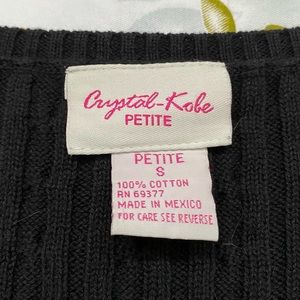 Crystal-Kobe
PETITE
PETITE
S
100% COTTON
RN 69377
MADE IN MEXICO
FOR CARE SEE REVERSE